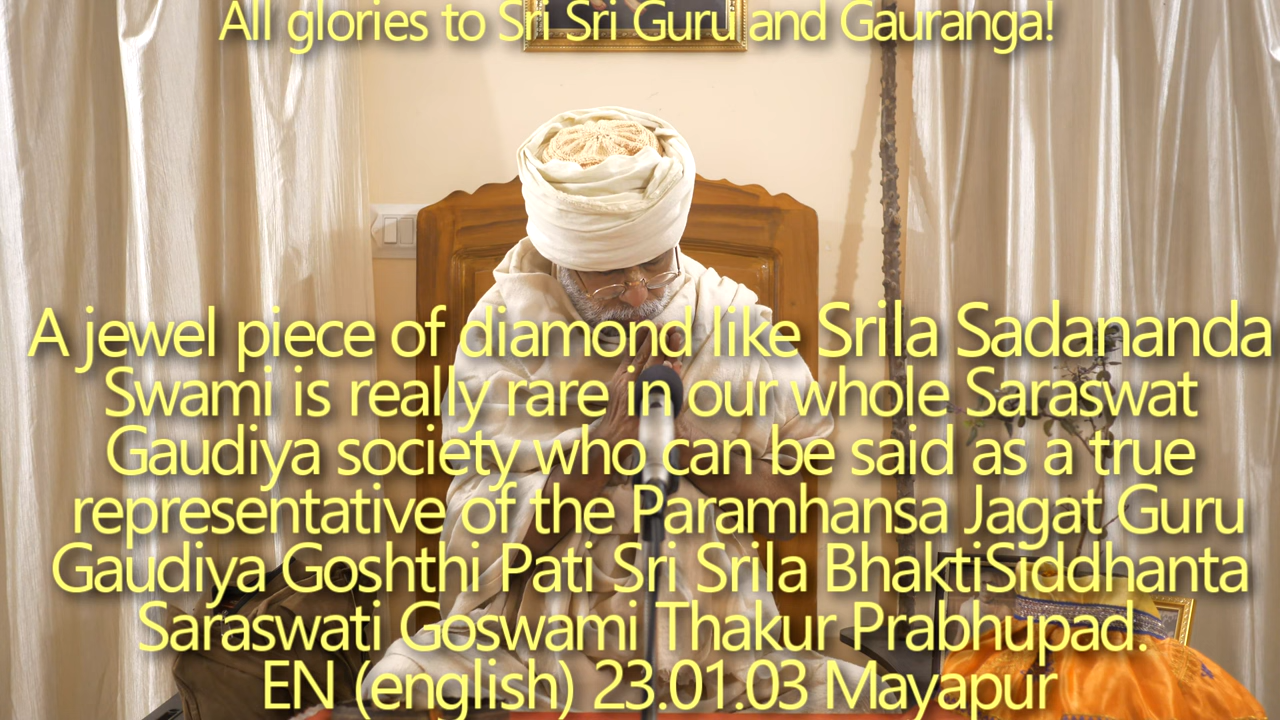 All glories to Sri Sri Guru and Gauranga!
A jewel piece of diamond like Srila Sadananda
Swami is really rare in our whole Saraswat
Gaudiya society who can be said as a true
representative of the Paramhansa Jagat Guru
Gaudiya Goshthi Pati Sri Srila BhaktiSiddhanta
Saraswati Goswami Thakur Prabhupad.
EN (english) 23.01.03 Mayapur